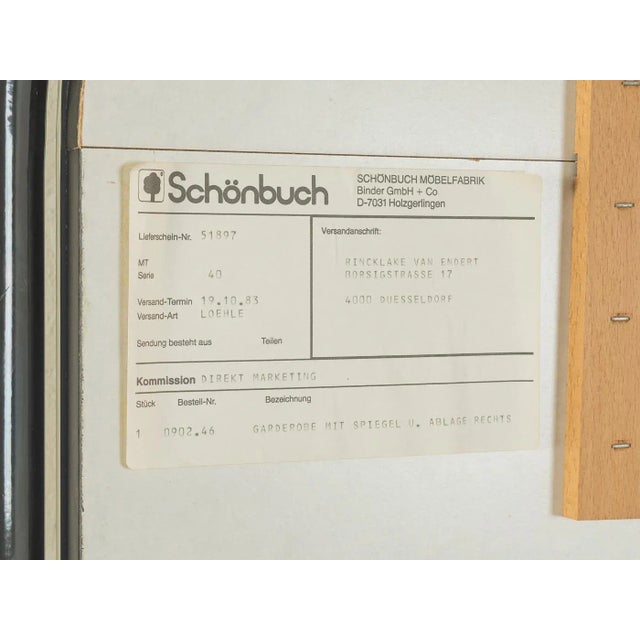 Schönbuch
SCHÖNBUCH MÖBELFABRIK
Binder GmbH + Co
D-7031 Holzgerlingen
Lieferschein-Nr. 51897
MT
Serie 40
Versand-Termin 19.10.83
Versand-Art LOEHLE
Sendung besteht aus Teilen
Versandanschrift:
RINCKLAKE VAN ENDERT
BORSIGSTRASSE 17
4000 DUESSELDORF
Kommission DIREKT MARKETING
Stück Bestell-Nr. Bezeichnung
1 0902.46 GARDEROBE MIT SPIEGEL U. ABLAGE RECHTS